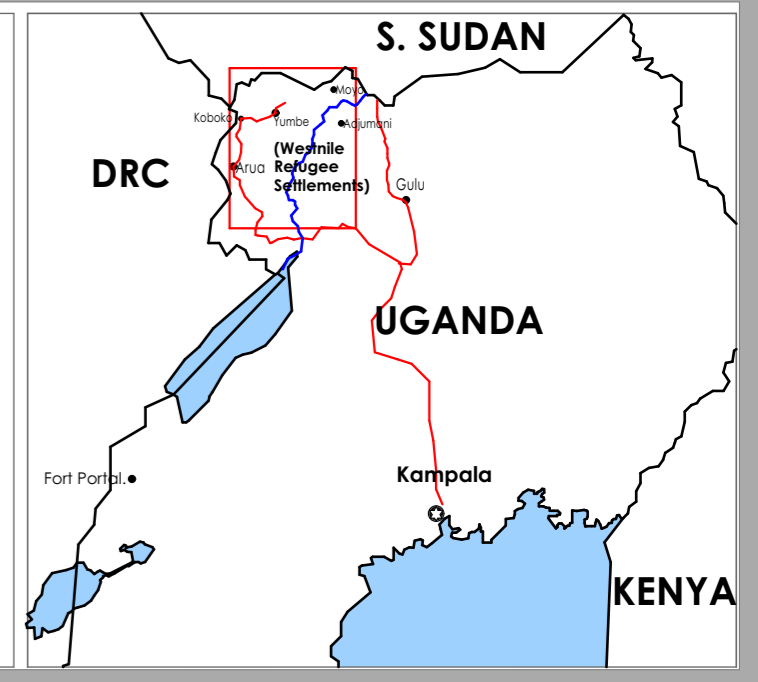 S. SUDAN
Moyo
Koboko
Yumbe
Adjumani
(Westnile
Refugee
Settlements)
DRC
Arua
Gulu
UGANDA
Kampala
Fort Portal.
KENYA